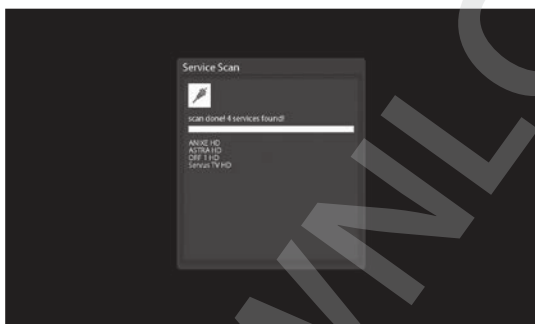 Service Scan
scan done! 4 services found!
ANIXE HD
ASTRA HD
ORF 1 HD
Servus TV HD